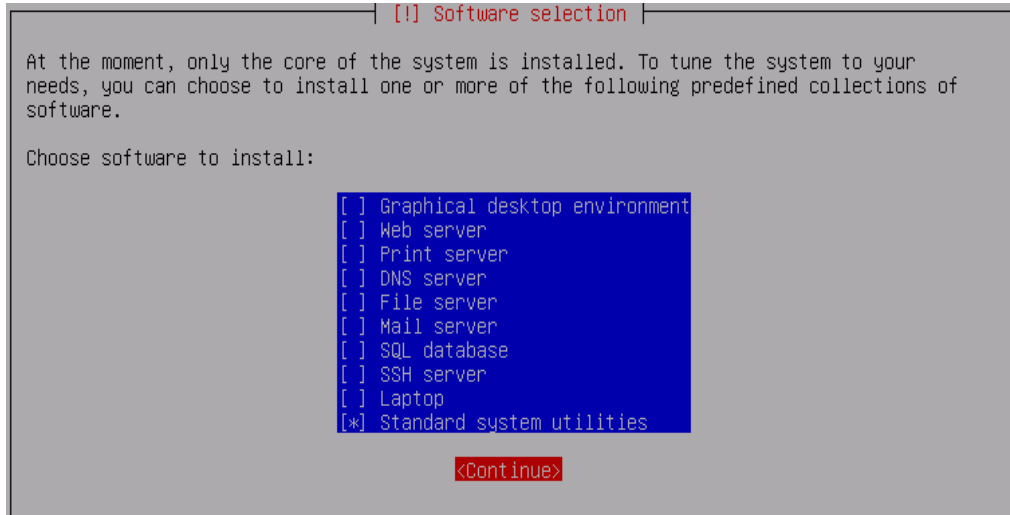 [!] Software selection
At the moment, only the core of the system is installed. To tune the system to your
needs, you can choose to install one or more of the following predefined collections of
software.
Choose software to install:
[ ] Graphical desktop environment
[ ] Web server
[ ] Print server
[ ] DNS server
[ ] File server
[ ] Mail server
[ ] SQL database
[ ] SSH server
[ ] Laptop
[*] Standard system utilities
<Continue>